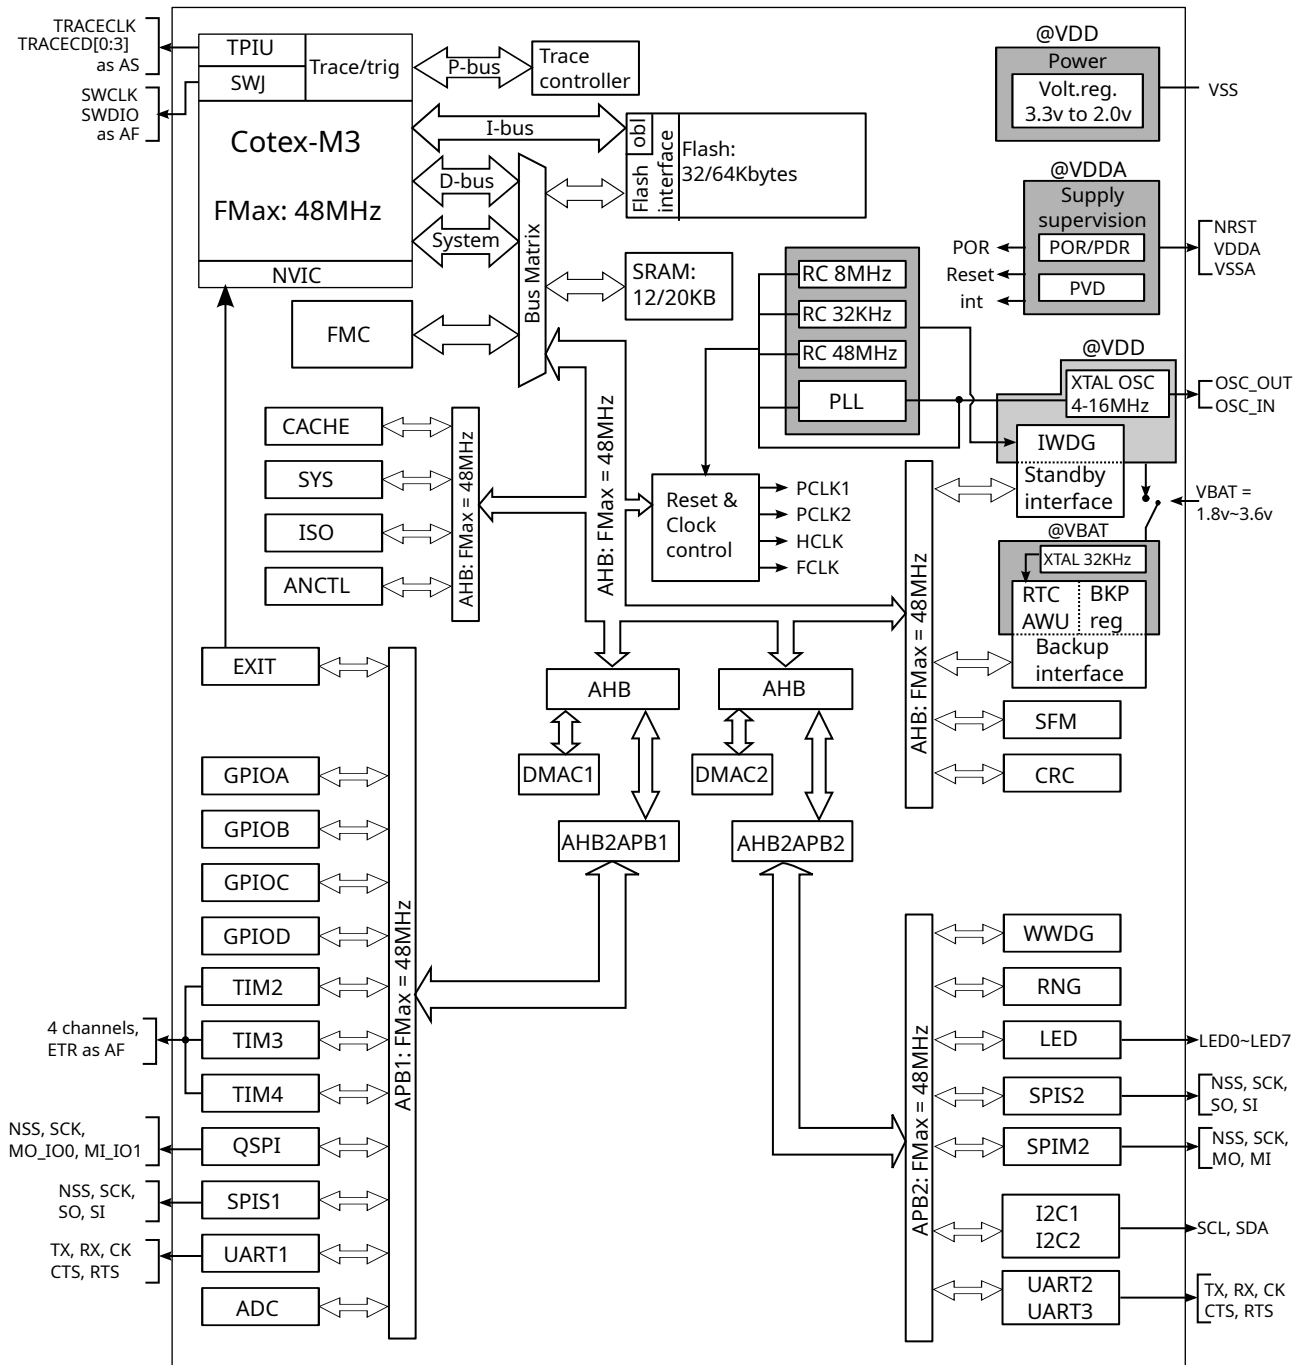 TRACECLK
TRACECD[0:3]
as AS
SWCLK
SWDIO
as AF
TPIU
SWJ
Trace/trig
Cotex-M3
FMax: 48MHz
NVIC
P-bus
Trace
controller
I-bus
D-bus
System
Bus Matrix
obl
Flash
interface
Flash:
32/64Kbytes
SRAM:
12/20KB
FMC
@VDD
Power
Volt.reg.
3.3v to 2.0v
VSS
@VDDA
Supply
supervision
POR/PDR
PVD
POR
Reset
int
NRST
VDDA
VSSA
RC 8MHz
RC 32KHz
RC 48MHz
PLL
@VDD
XTAL OSC
4-16MHz
OSC_OUT
OSC_IN
IWDG
Standby
interface
VBAT =
1.8v~3.6v
@VBAT
XTAL 32KHz
RTC
AWU
BKP
reg
Backup
interface
CACHE
SYS
ISO
ANCTL
AHB: FMax = 48MHz
AHB: FMax = 48MHz
Reset &
Clock
control
PCLK1
PCLK2
HCLK
FCLK
AHB: FMax = 48MHz
SFM
CRC
EXIT
AHB
AHB
DMAC1
DMAC2
AHB2APB1
AHB2APB2
GPIOA
GPIOB
GPIOC
GPIOD
TIM2
TIM3
TIM4
QSPI
SPIS1
UART1
ADC
APB1: FMax = 48MHz
4 channels,
ETR as AF
NSS, SCK,
MO_IO0, MI_IO1
NSS, SCK,
SO, SI
TX, RX, CK
CTS, RTS
APB2: FMax = 48MHz
WWDG
RNG
LED
SPIS2
SPIM2
I2C1
I2C2
UART2
UART3
LED0~LED7
NSS, SCK,
SO, SI
NSS, SCK,
MO, MI
SCL, SDA
TX, RX, CK
CTS, RTS